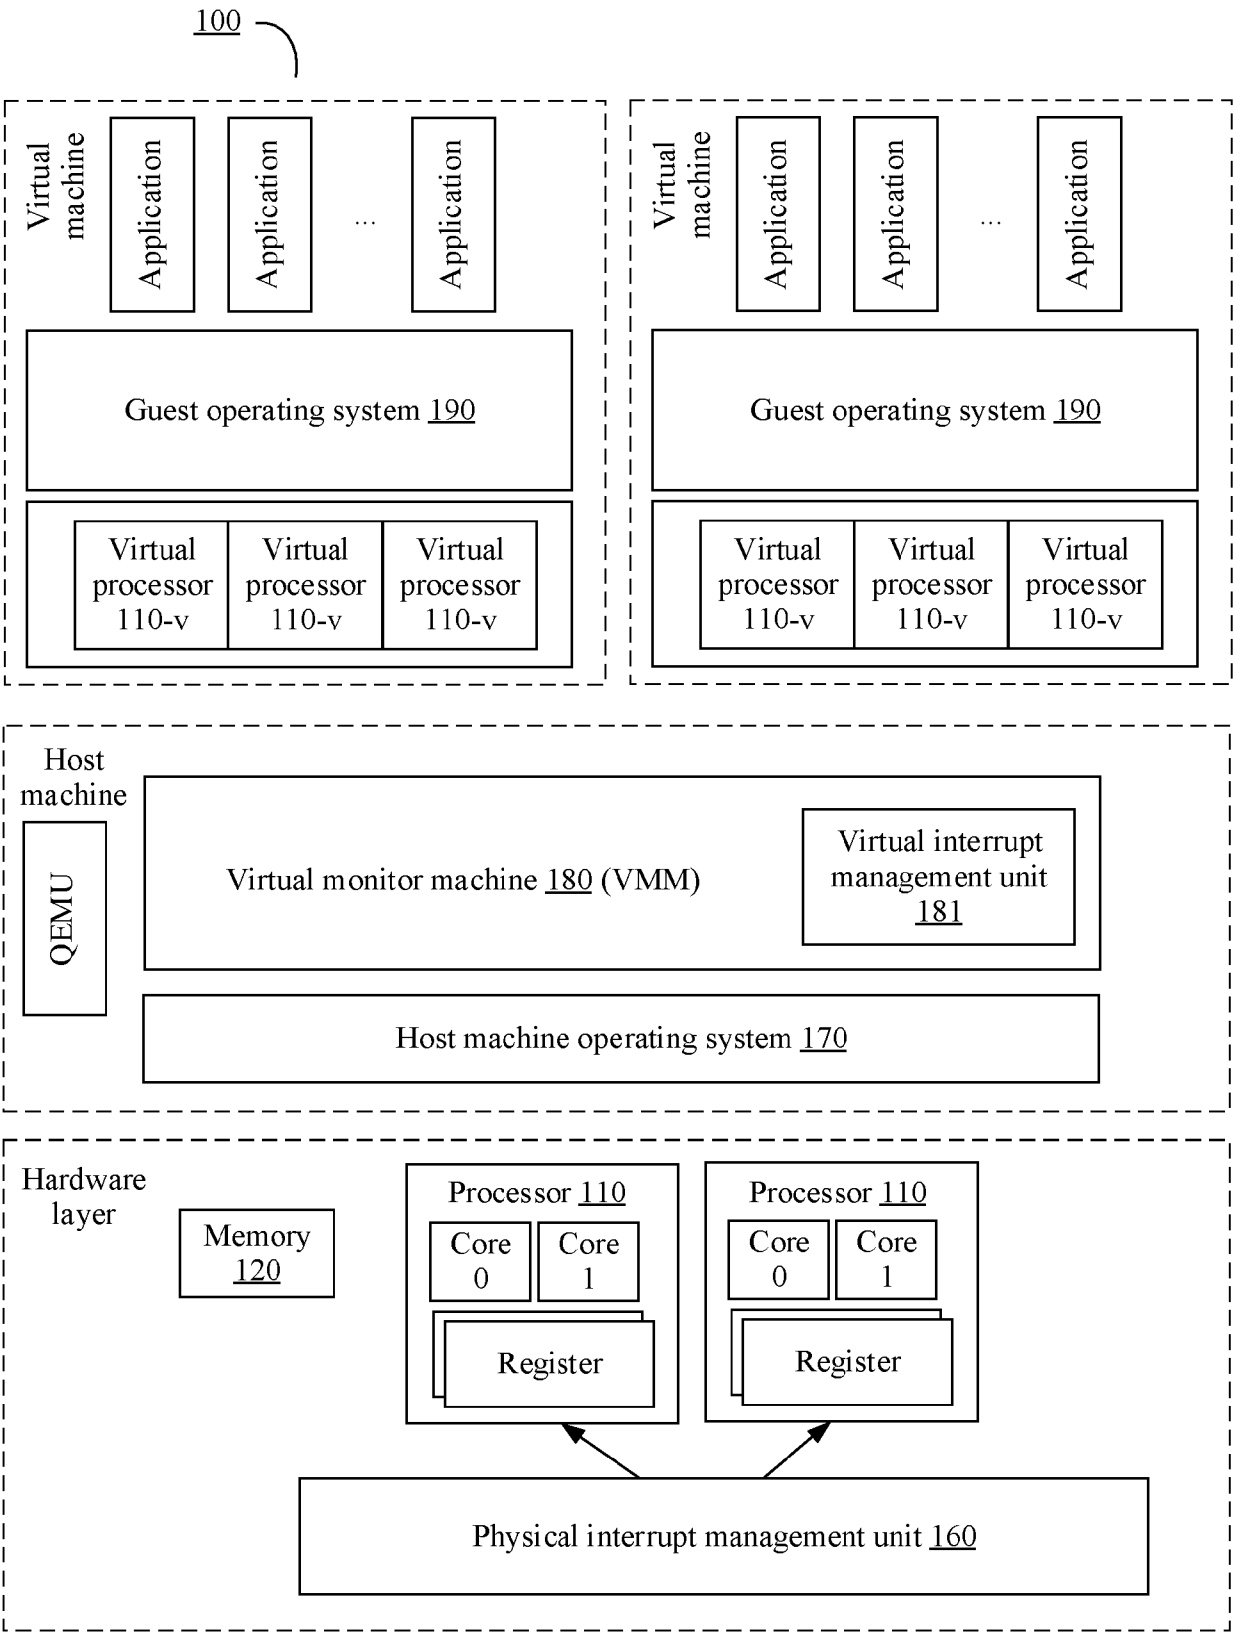 100
Virtual
machine
Application
Application
...
Application
Guest operating system 190
Virtual
processor
110-v
Virtual
processor
110-v
Virtual
processor
110-v
Virtual
machine
Application
Application
...
Application
Guest operating system 190
Virtual
processor
110-v
Virtual
processor
110-v
Virtual
processor
110-v
Host
machine
QEMU
Virtual monitor machine 180 (VMM)
Virtual interrupt
management unit
181
Host machine operating system 170
Hardware
layer
Memory
120
Processor 110
Core
0
Core
1
Register
Processor 110
Core
0
Core
1
Register
Physical interrupt management unit 160